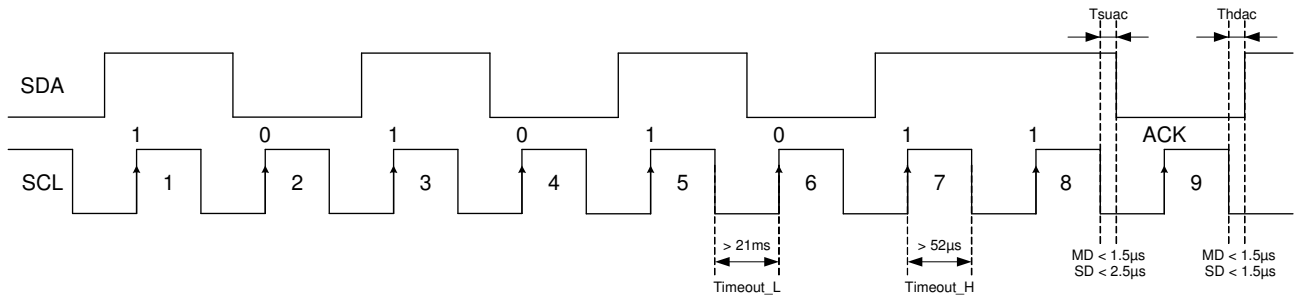 Tsuac Thdac
SDA
1 0 1 0 1 0 1 1 ACK
SCL 1 2 3 4 5 6 7 8 9
> 21ms > 52µs MD < 1.5µs MD < 1.5µs
SD < 2.5µs SD < 1.5µs
Timeout_L Timeout_H